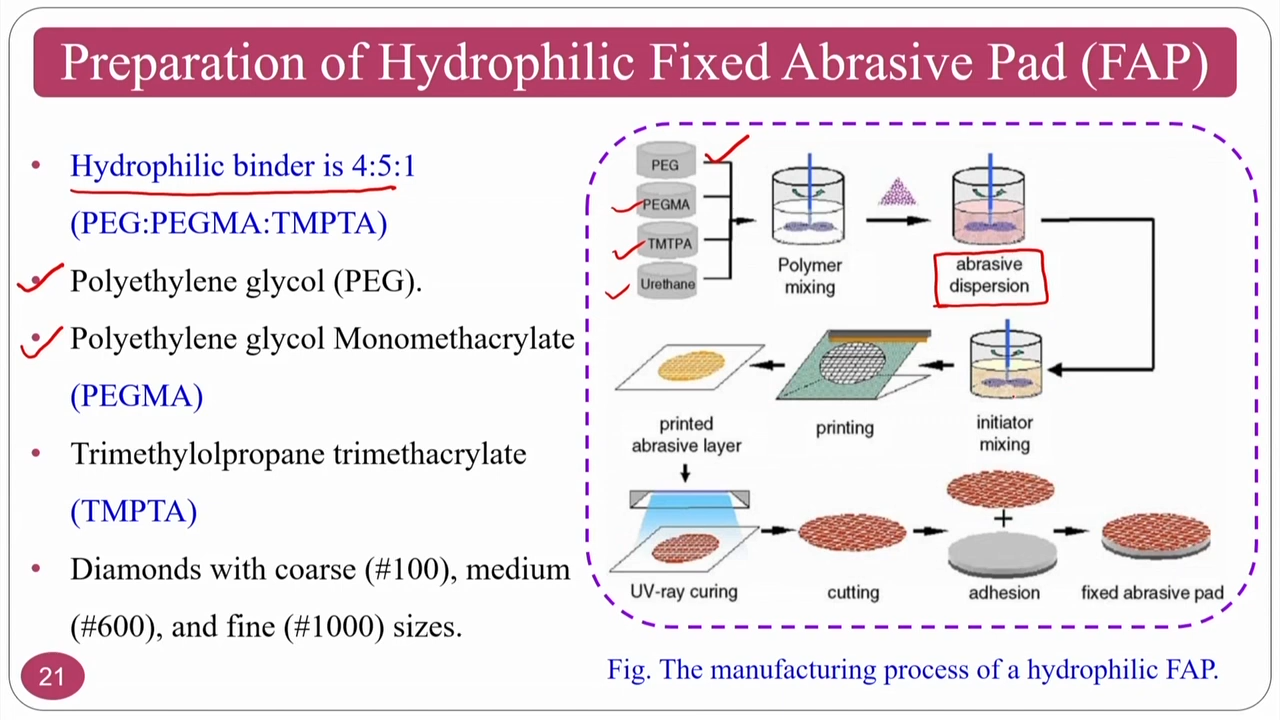 Preparation of Hydrophilic Fixed Abrasive Pad (FAP)
• Hydrophilic binder is 4:5:1
(PEG:PEGMA:TMPTA)
• Polyethylene glycol (PEG).
• Polyethylene glycol Monomethacrylate
(PEGMA)
• Trimethylolpropane trimethacrylate
(TMPTA)
• Diamonds with coarse (#100), medium
(#600), and fine (#1000) sizes.
PEG
PEGMA
TMTPA
Urethane
Polymer
mixing
abrasive
dispersion
initiator
mixing
printing
printed
abrasive layer
UV-ray curing
cutting
+
adhesion
fixed abrasive pad
Fig. The manufacturing process of a hydrophilic FAP.
21